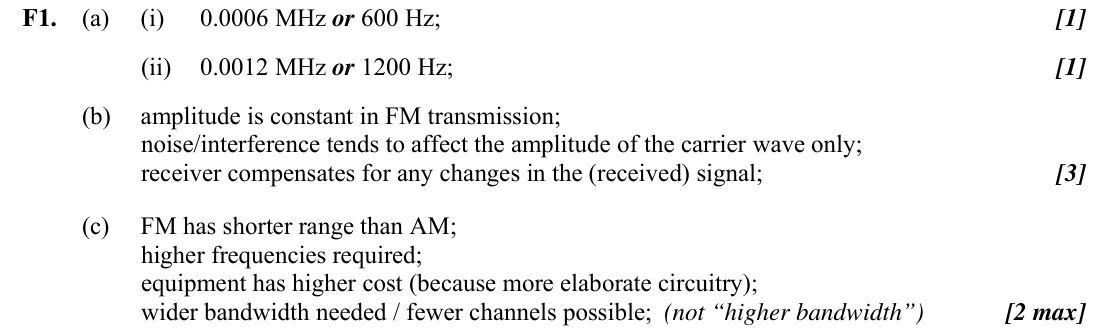 F1. (a) (i) 0.0006 MHz or 600 Hz; [1]
(ii) 0.0012 MHz or 1200 Hz; [1]
(b) amplitude is constant in FM transmission;
noise/interference tends to affect the amplitude of the carrier wave only;
receiver compensates for any changes in the (received) signal; [3]
(c) FM has shorter range than AM;
higher frequencies required;
equipment has higher cost (because more elaborate circuitry);
wider bandwidth needed / fewer channels possible; (not “higher bandwidth”) [2 max]